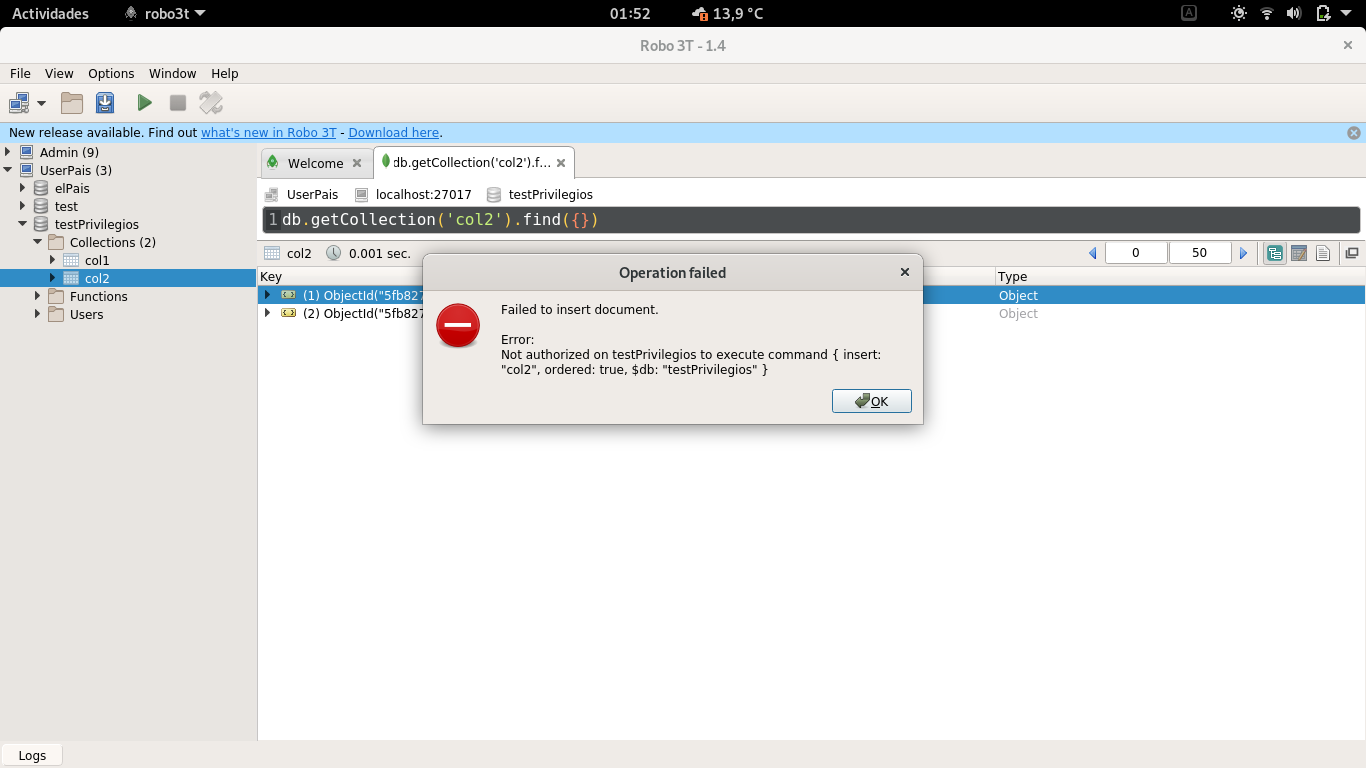 Actividades robo3t 01:52 13,9 °C A
Robo 3T - 1.4
File View Options Window Help
New release available. Find out what's new in Robo 3T - Download here.
Admin (9)
UserPais (3)
elPais
test
testPrivilegios
Collections (2)
col1
col2
Functions
Users
Welcome db.getCollection('col2').f...
UserPais localhost:27017 testPrivilegios
1 db.getCollection('col2').find({})
col2 0.001 sec. 0 50
Key Type
(1) ObjectId("5fb827 Object
(2) ObjectId("5fb827 Object
Operation failed
Failed to insert document.
Error:
Not authorized on testPrivilegios to execute command { insert:
"col2", ordered: true, $db: "testPrivilegios" }
OK
Logs